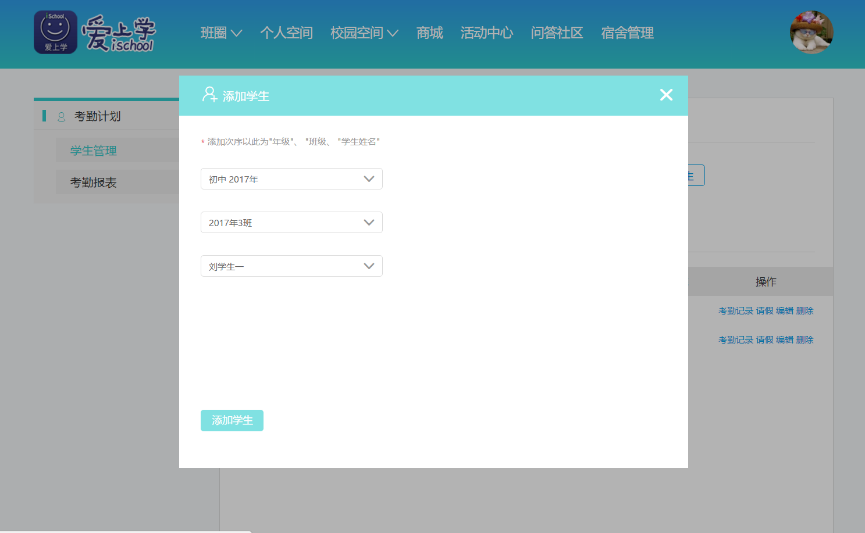 iSchool
爱上学
爱上学
iSchool
班圈 个人空间 校园空间 商城 活动中心 问答社区 宿舍管理
考勤计划
学生管理
考勤报表
添加学生
* 添加次序以此为"年级"、 "班级、 "学生姓名"
初中 2017年
2017年3班
刘学生一
添加学生
生
操作
考勤记录 请假 编辑 删除
考勤记录 请假 编辑 删除